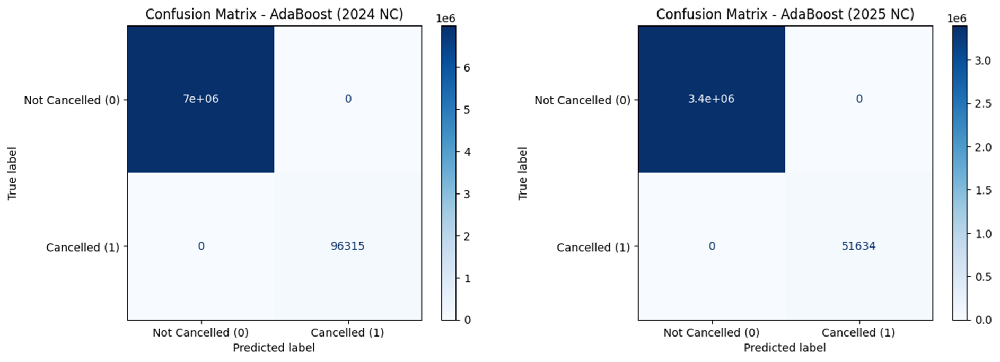 Confusion Matrix - AdaBoost (2024 NC)
1e6
6
5
4
3
2
1
0
True label
Not Cancelled (0)
Cancelled (1)
7e+06
0
0
96315
Not Cancelled (0)
Cancelled (1)
Predicted label
Confusion Matrix - AdaBoost (2025 NC)
1e6
3.0
2.5
2.0
1.5
1.0
0.5
0.0
True label
Not Cancelled (0)
Cancelled (1)
3.4e+06
0
0
51634
Not Cancelled (0)
Cancelled (1)
Predicted label